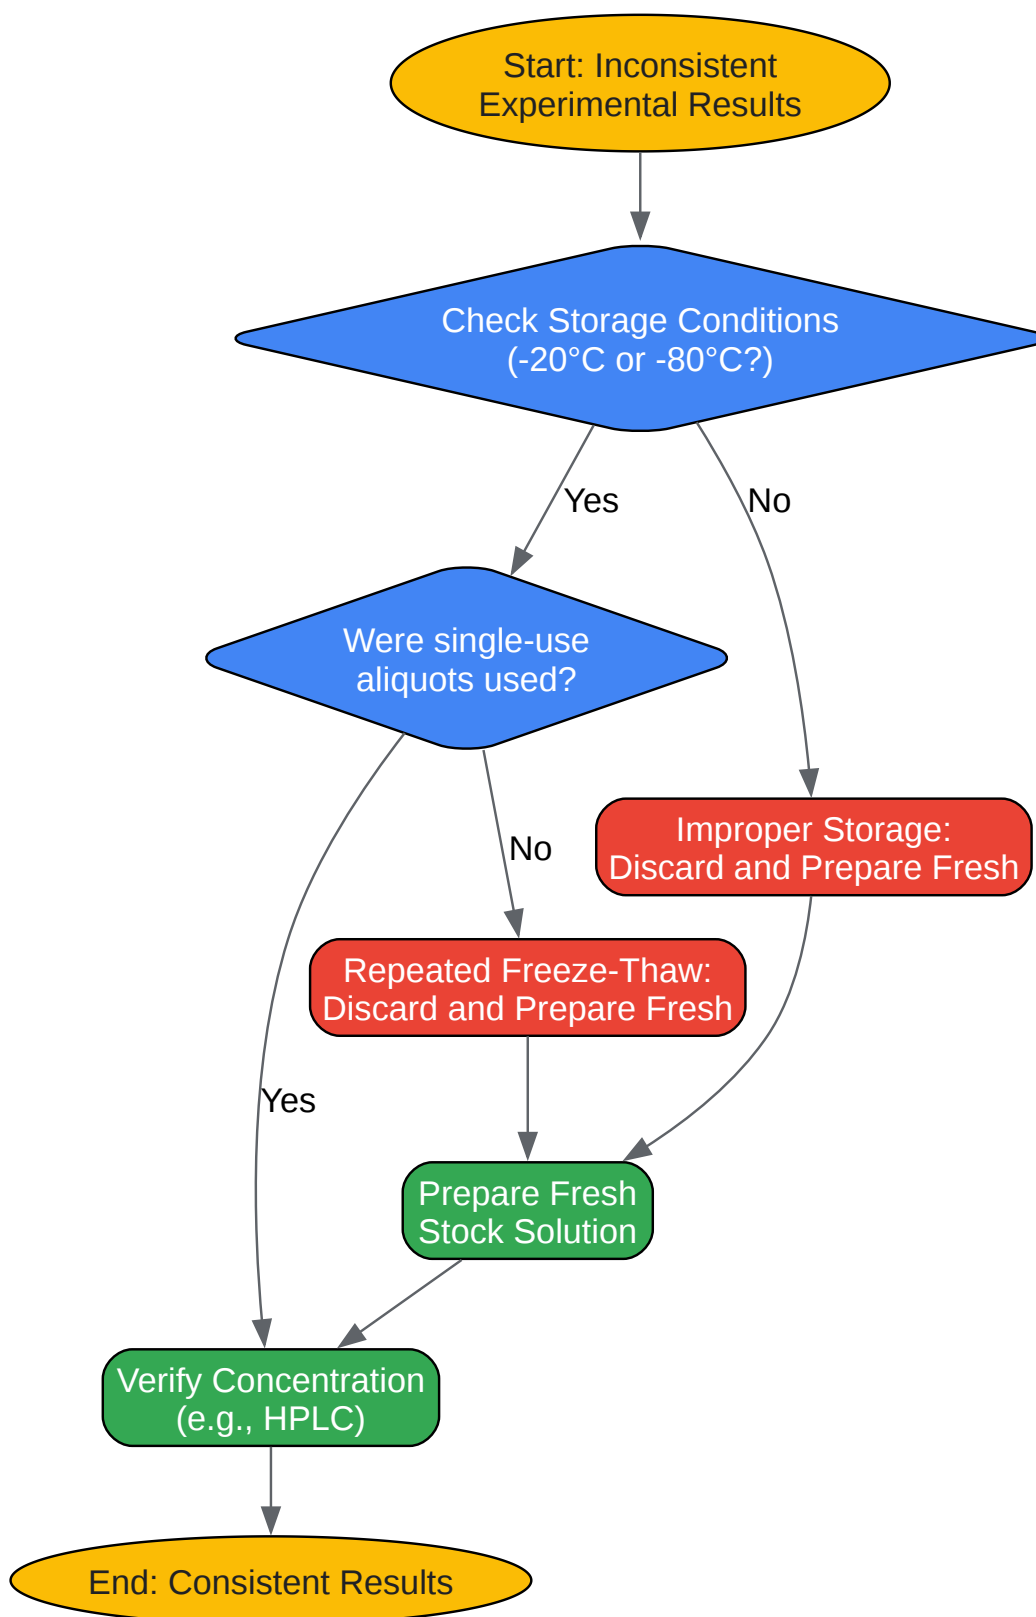 Start: Inconsistent
Experimental Results
Check Storage Conditions
(-20°C or -80°C?)
Yes
No
Were single-use
aliquots used?
Improper Storage:
Discard and Prepare Fresh
No
Repeated Freeze-Thaw:
Discard and Prepare Fresh
Yes
Prepare Fresh
Stock Solution
Verify Concentration
(e.g., HPLC)
End: Consistent Results